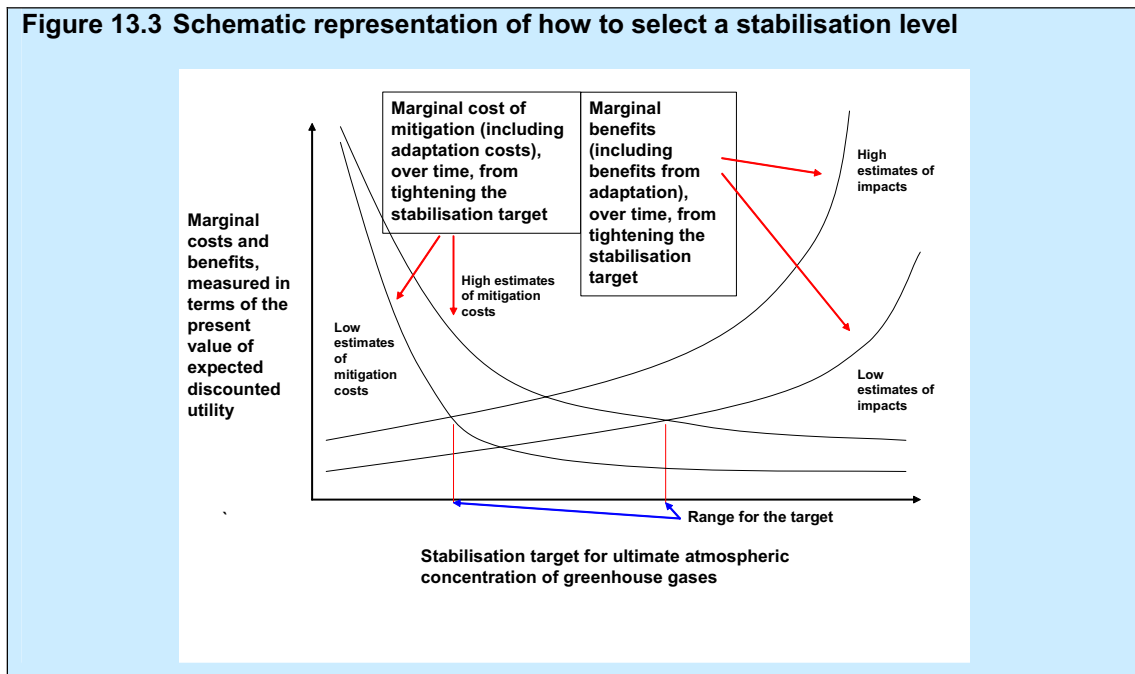 Figure 13.3 Schematic representation of how to select a stabilisation level
Marginal cost of
mitigation (including
adaptation costs),
over time, from
tightening the
stabilisation target
Marginal
benefits
(including
benefits from
adaptation),
over time, from
tightening the
stabilisation
target
High
estimates of
impacts
Marginal
costs and
benefits,
measured in
terms of the
present
value of
expected
discounted
utility
High estimates
of mitigation
costs
Low
estimates
of
mitigation
costs
Low
estimates of
impacts
Range for the target
`
Stabilisation target for ultimate atmospheric
concentration of greenhouse gases